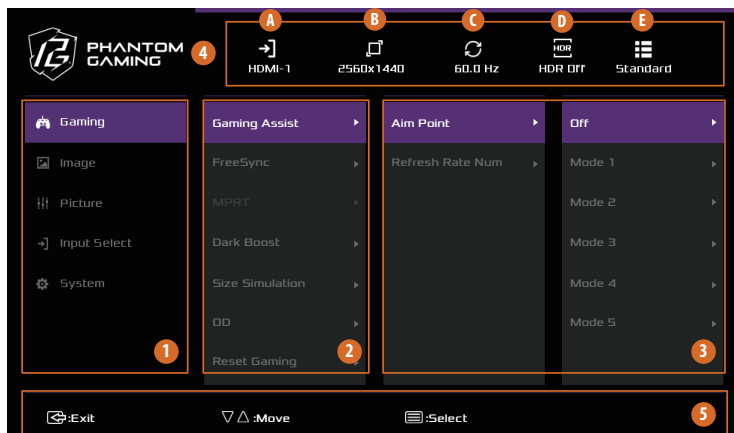 A B C D E
PHANTOM
GAMING
4
HDR
HDMI-1 2560x1440 60.0 Hz HDR Off Standard
Gaming Gaming Assist Aim Point Off
Image FreeSync Refresh Rate Num Mode 1
Picture MPRT Mode 2
Input Select Dark Boost Mode 3
System Size Simulation Mode 4
OD Mode 5
1 2 3
Reset Gaming
:Exit :Move :Select 5